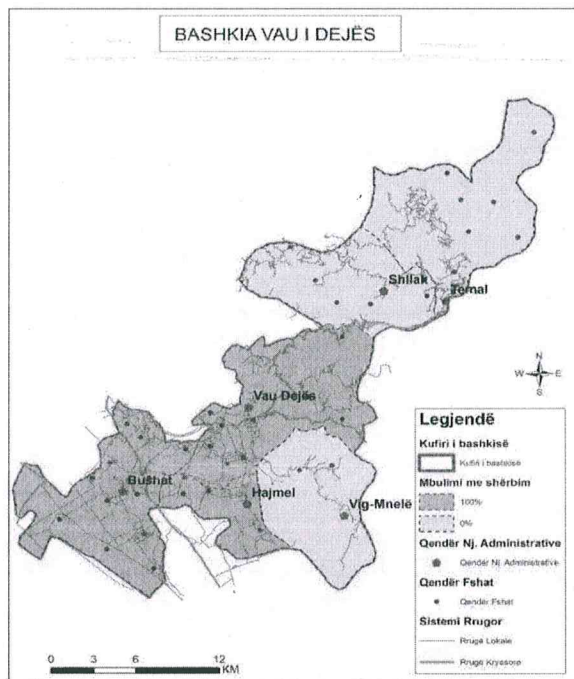 BASHKIA VAU I DEJËS
Shllak
Temal
Vau Dejës
Bushat
Hajmel
Vig-Mnelë
N
W E
S
Legjendë
Kufiri i bashkisë
Kufiri i bashkisë
Mbulimi me shërbim
100%
0%
Qendër Nj. Administrative
Qendër Nj. Administrative
Qendër Fshat
Qendër Fshat
Sistemi Rrugor
Rrugë Lokale
Rrugë Kryesore
0 3 6 12
KM